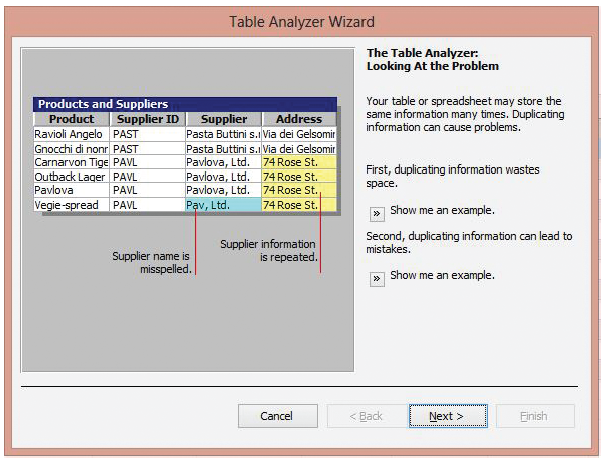 Table Analyzer Wizard
Products and Suppliers
Product Supplier ID Supplier Address
Ravioli Angelo PAST Pasta Buttini s.r Via dei Gelsomir
Gnocchi di nonr PAST Pasta Buttini s.r Via dei Gelsomir
Carnarvon Tige PAVL Pavlova, Ltd. 74 Rose St.
Outback Lager PAVL Pavlova, Ltd. 74 Rose St.
Pavlova PAVL Pavlova, Ltd. 74 Rose St.
Vegie-spread PAVL Pav, Ltd. 74 Rose St.
Supplier name is
misspelled.
Supplier information
is repeated.
The Table Analyzer:
Looking At the Problem
Your table or spreadsheet may store the
same information many times. Duplicating
information can cause problems.
First, duplicating information wastes
space.
» Show me an example.
Second, duplicating information can lead to
mistakes.
» Show me an example.
Cancel < Back Next > Finish